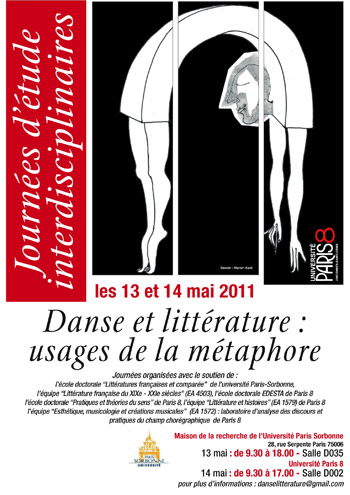 Journées d'étude
interdisciplinaires
Dessin : Marion Kueit
UNIVERSITÉ
PARIS 8
les 13 et 14 mai 2011
Danse et littérature :
usages de la métaphore
Journées organisées avec le soutien de :
l'école doctorale "Littératures françaises et comparée" de l'université Paris-Sorbonne,
l'équipe "Littérature française du XIXe - XXIe siècles" (EA 4503), l'école doctorale EDESTA de Paris 8
l'école doctorale "Pratiques et théories du sens" de Paris 8, l'équipe "Littérature et histoires" (EA 1579) de Paris 8
l'équipe "Esthétique, musicologie et créations musicales" (EA 1572) : laboratoire d'analyse des discours et
pratiques du champ chorégraphique de Paris 8
PARIS
SORBONNE
UNIVERSITÉ
Maison de la recherche de l'Université Paris Sorbonne
28, rue Serpente Paris 75006
13 mai : de 9.30 à 18.00 - Salle D035
Université Paris 8
14 mai : de 9.30 à 17.00 - Salle D002
pour plus d'informations : danselitterature@gmail.com